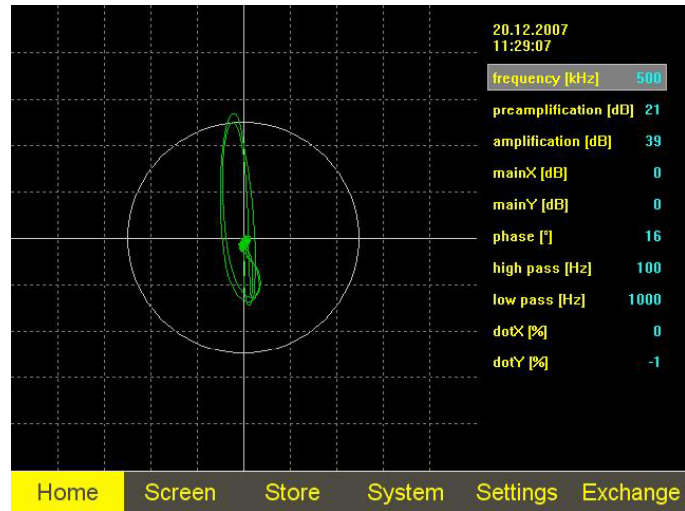 20.12.2007
11:29:07
frequency [kHz] 500
preamplification [dB] 21
amplification [dB] 39
mainX [dB] 0
mainY [dB] 0
phase [°] 16
high pass [Hz] 100
low pass [Hz] 1000
dotX [%] 0
dotY [%] -1
Home Screen Store System Settings Exchange